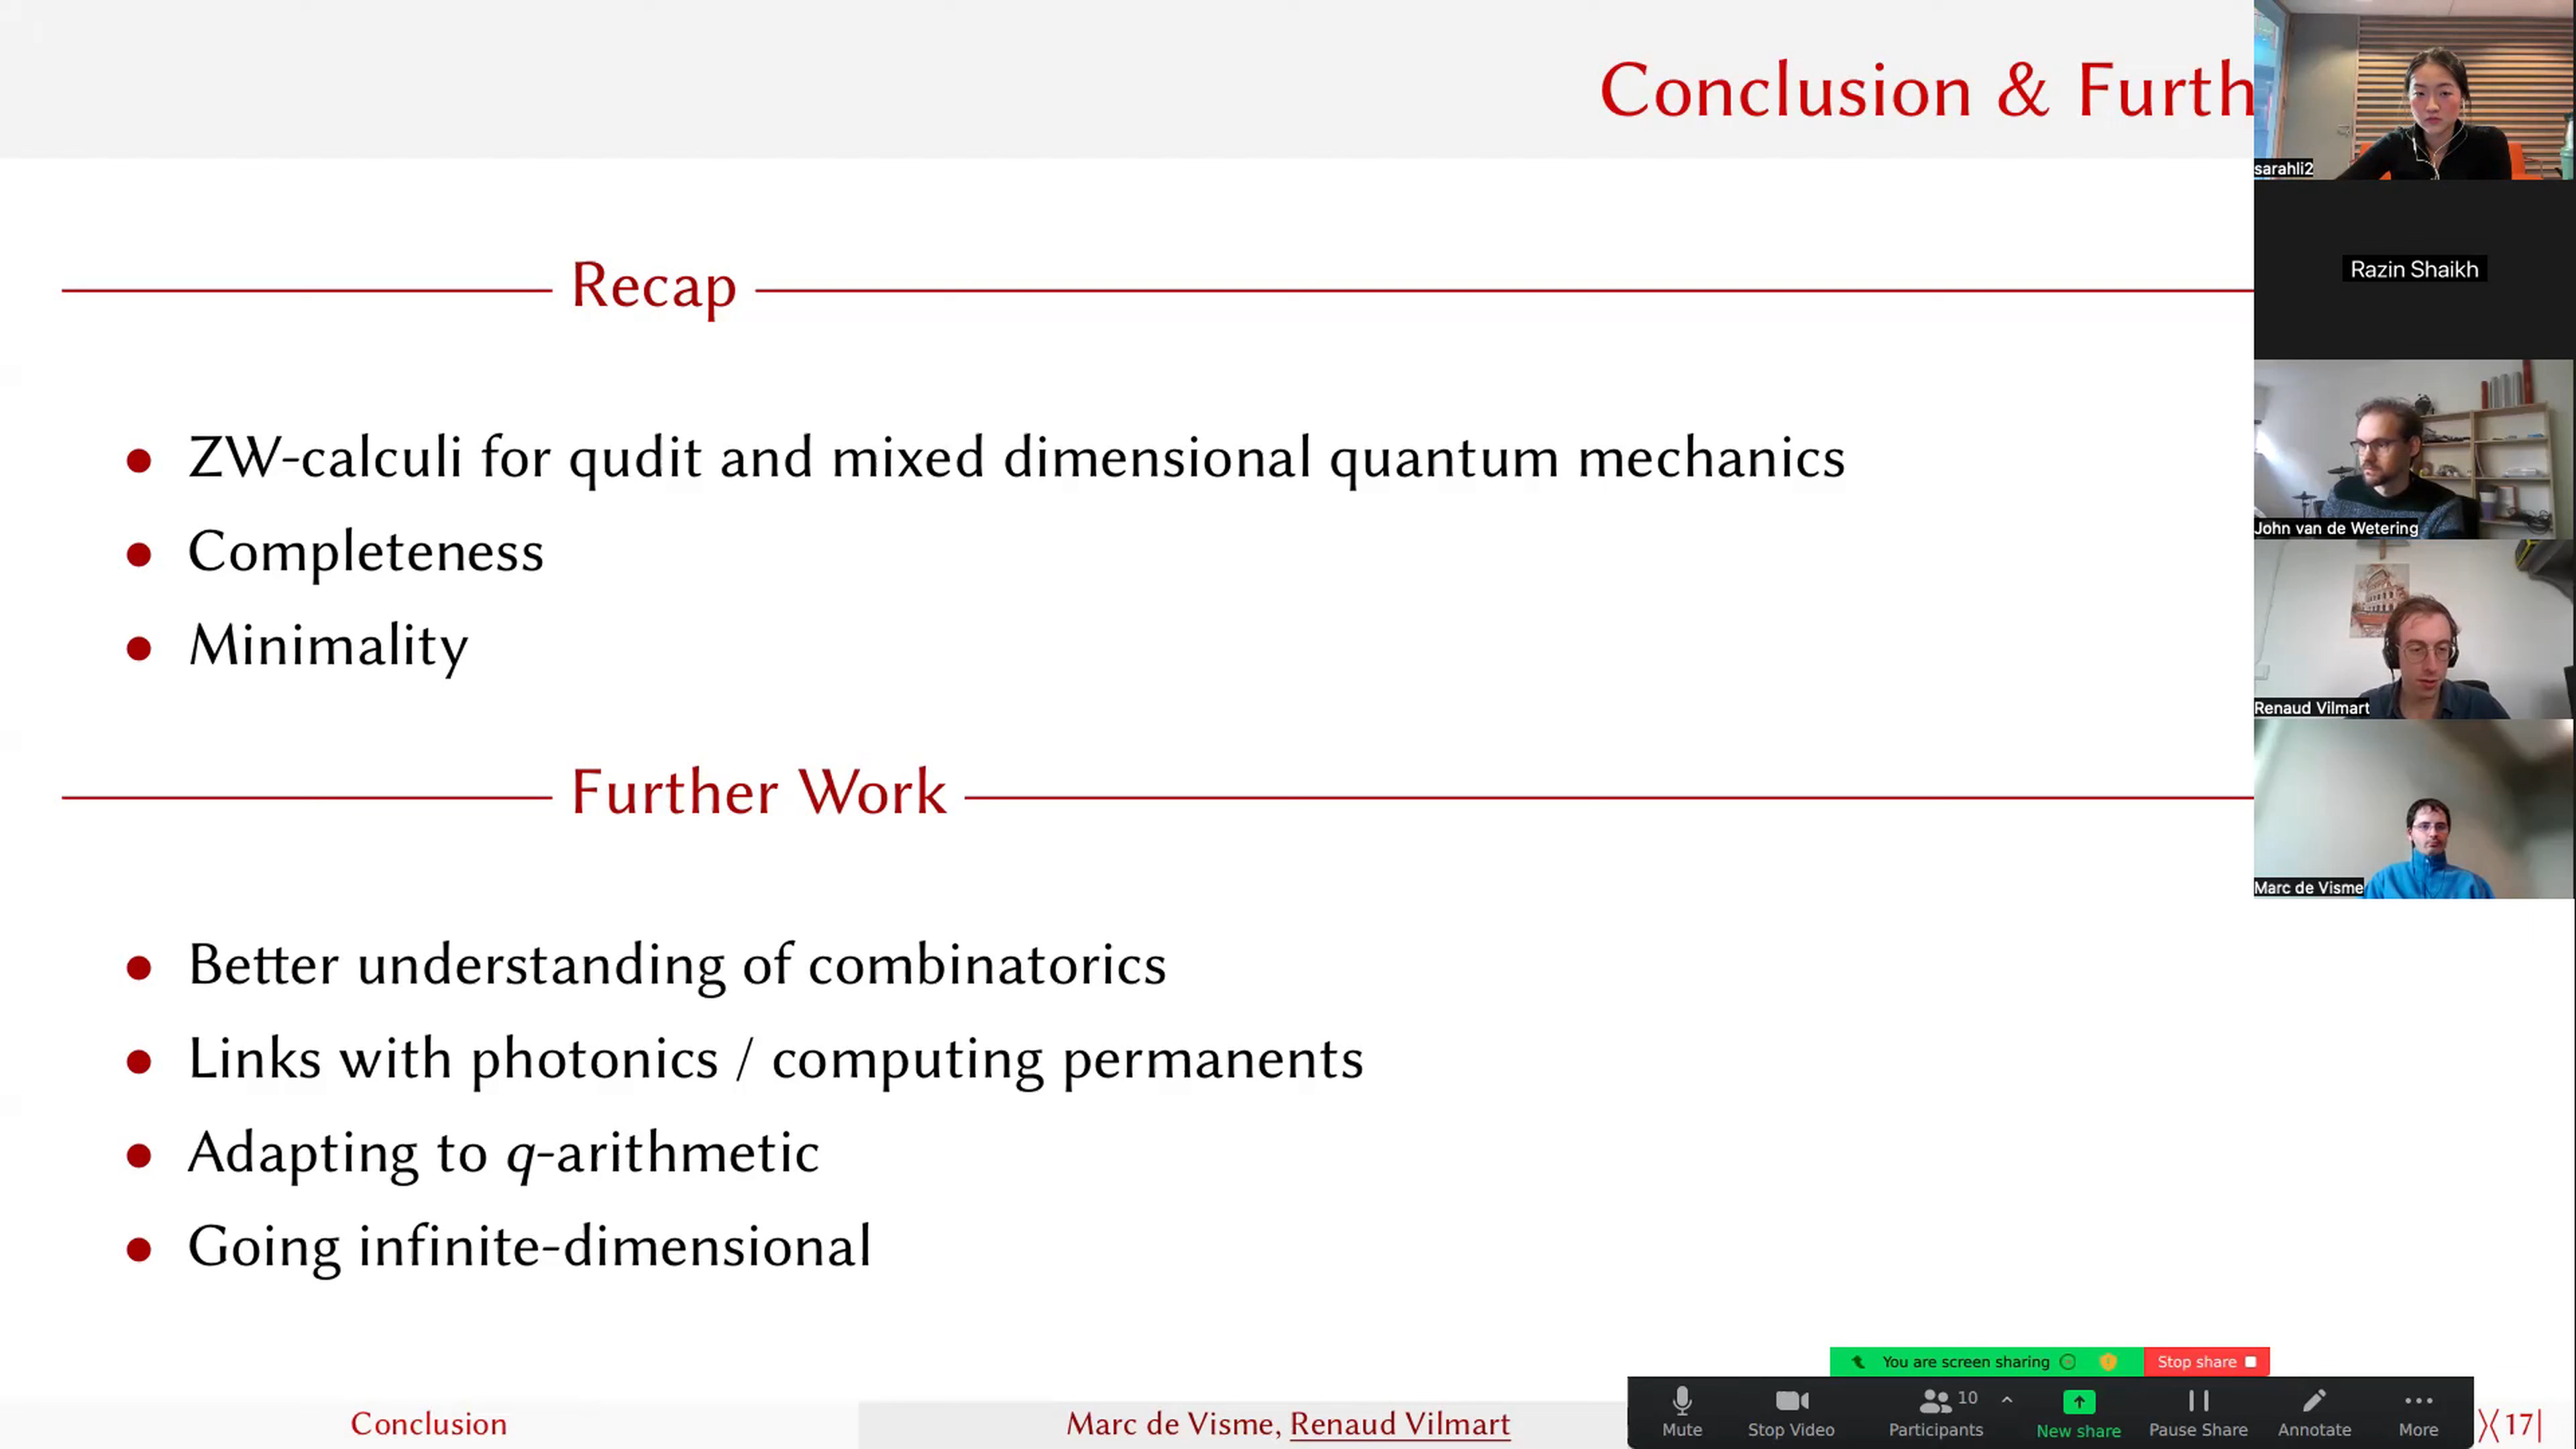 Conclusion & Furth
sarahli2
Recap
Razin Shaikh
ZW-calculi for qudit and mixed dimensional quantum mechanics
Completeness
Minimality
John van de Wetering
Renaud Vilmart
Further Work
Marc de Visme
Better understanding of combinatorics
Links with photonics / computing permanents
Adapting to q-arithmetic
Going infinite-dimensional
You are screen sharing
Stop share
10
Mute
Stop Video
Participants
New share
Pause Share
Annotate
More
Conclusion
Marc de Visme, Renaud Vilmart
17